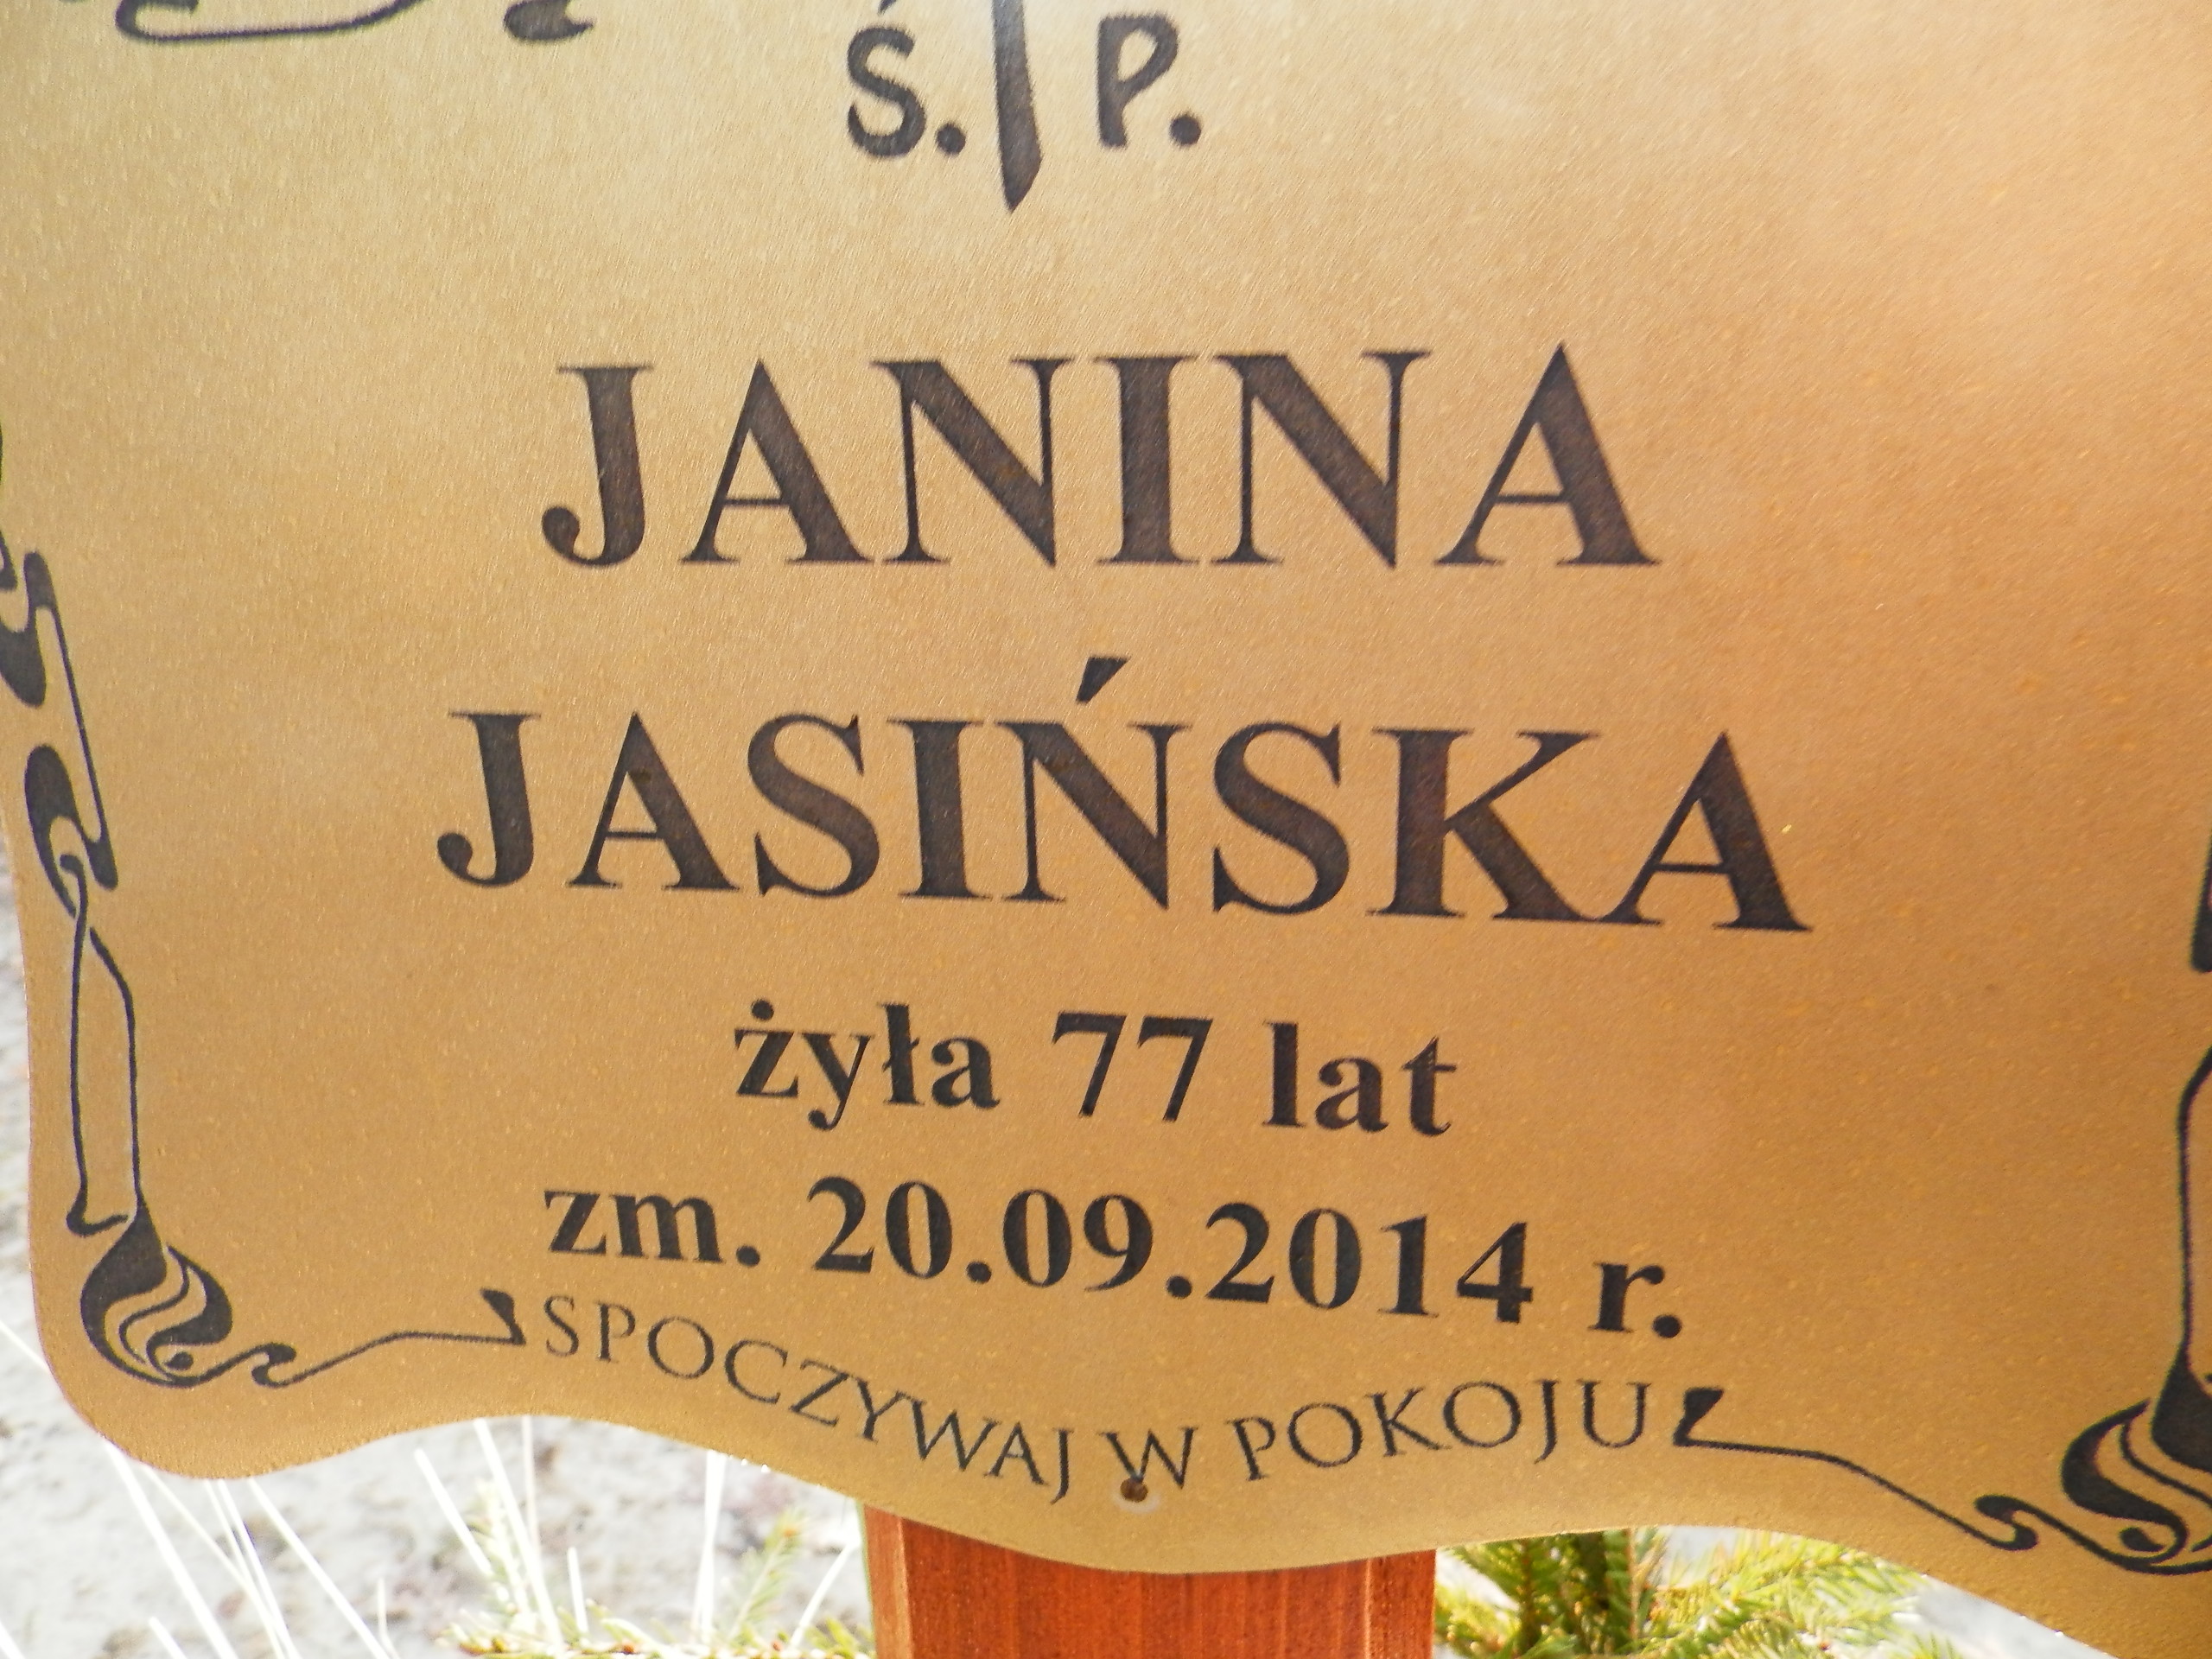 Ś. P.
JANINA
JASIŃSKA
żyła 77 lat
zm. 20.09.2014 r.
SPOCZYWAJ W POKOJU